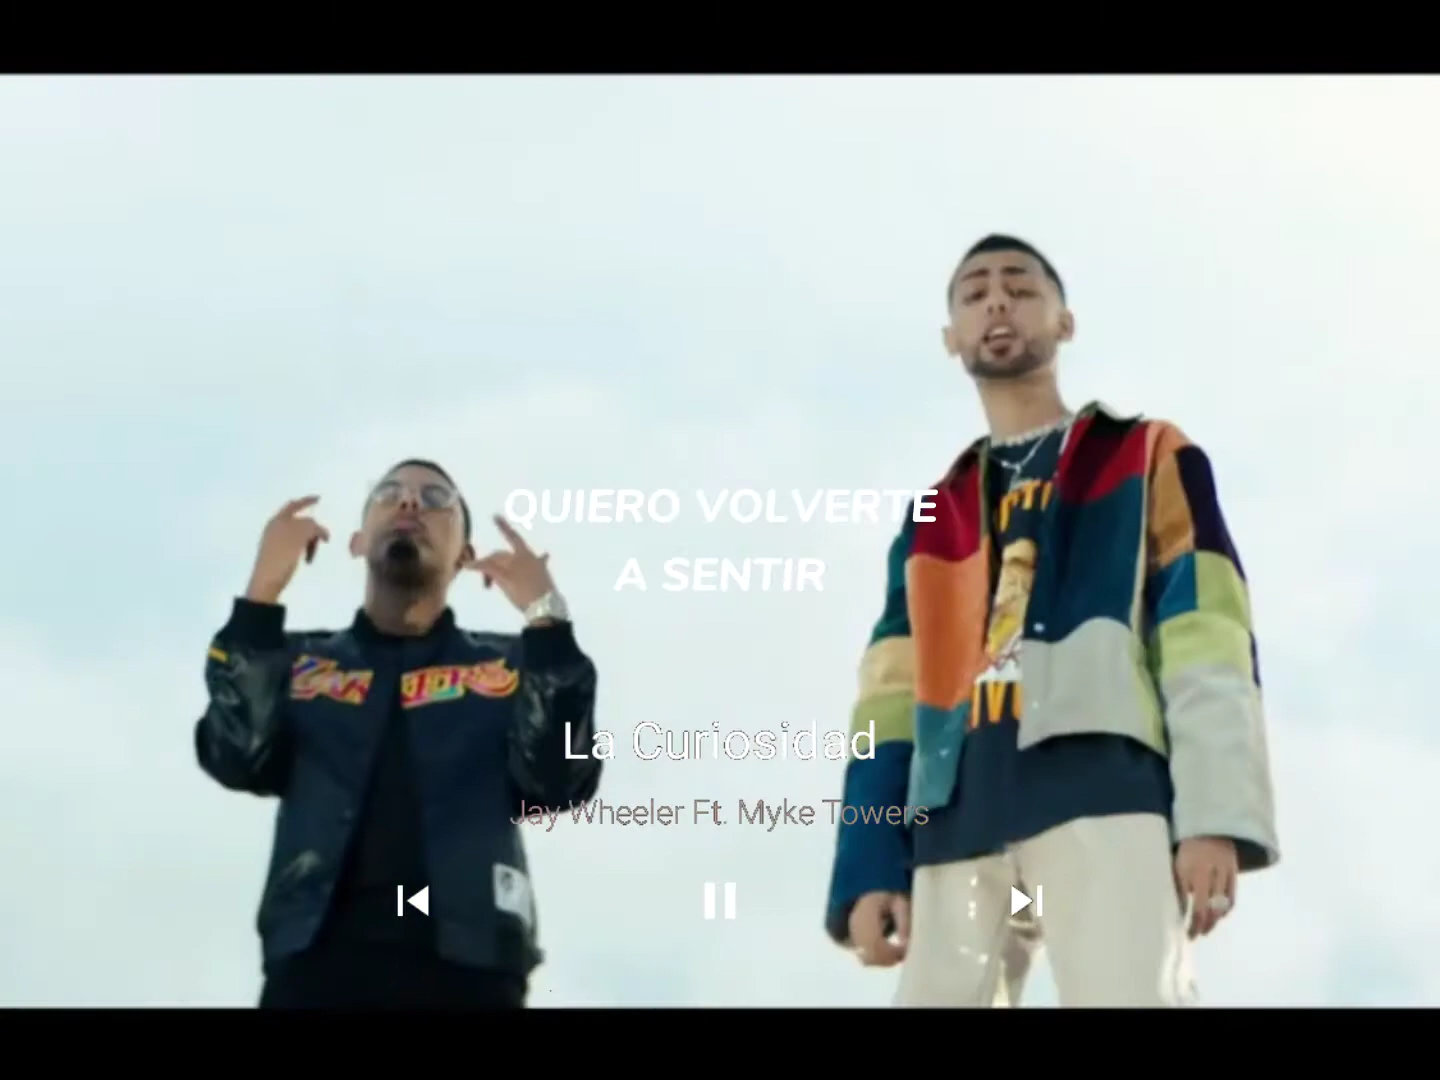 QUIERO VOLVERTE
A SENTIR
La Curiosidad
Jay Wheeler Ft. Myke Towers